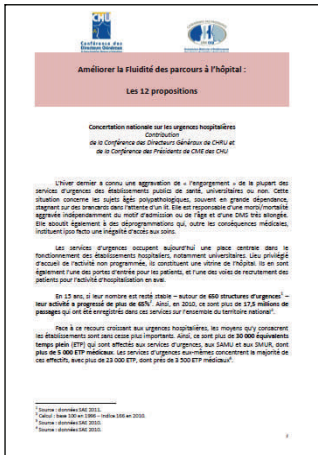 CHU
Conférence des
Directeurs Généraux
Améliorer la Fluidité des parcours à l'hôpital :
Les 12 propositions
Concertation nationale sur les urgences hospitalières
Contribution
de la Conférence des Directeurs Généraux de CHRU et
de la Conférence des Présidents de CME des CHU
L'hiver dernier a connu une aggravation de « l'engorgement » de la plupart des
services d'urgences des établissements publics de santé, universitaires ou non. Cette
situation concerne les sujets âgés polypathologiques, souvent en grande dépendance,
stagnant sur des brancards dans l'attente d'un lit. Elle est responsable d'une morbi/mortalité
aggravée indépendamment du motif d'admission ou de l'âge et d'une DMS très allongée.
Elle aboutit également à des déprogrammations qui, outre les conséquences médicales,
instituent ipso facto une inégalité d'accès aux soins.
Les services d'urgences occupent aujourd'hui une place centrale dans le
fonctionnement des établissements hospitaliers, notamment universitaires. Lieu privilégié
d'accueil de l'activité non programmée, ils constituent une vitrine de l'hôpital. Ils en sont
également l'une des portes d'entrée pour les patients, et l'une des voies de recrutement des
patients pour l'activité d'hospitalisation en aval.
En 15 ans, si leur nombre est resté stable – autour de 650 structures d'urgences¹ –
leur activité a progressé de plus de 65%². Ainsi, en 2010, ce sont plus de 17,5 millions de
passages qui ont été enregistrés dans ces services sur l'ensemble du territoire national³.
Face à ce recours croissant aux urgences hospitalières, les moyens qu'y consacrent
les établissements sont sans cesse plus importants. Ainsi, ce sont plus de 30 000 équivalents
temps plein (ETP) qui sont affectés aux services d'urgences, aux SAMU et aux SMUR, dont
plus de 5 000 ETP médicaux. Les services d'urgences eux-mêmes concentrent la majorité de
ces effectifs, avec plus de 23 000 ETP, dont près de 3 500 ETP médicaux⁴.
¹ Source : données SAE 2011.
² Calcul : base 100 en 1996 – indice 166 en 2010.
³ Source : données SAE 2010.
⁴ Source : données SAE 2010.